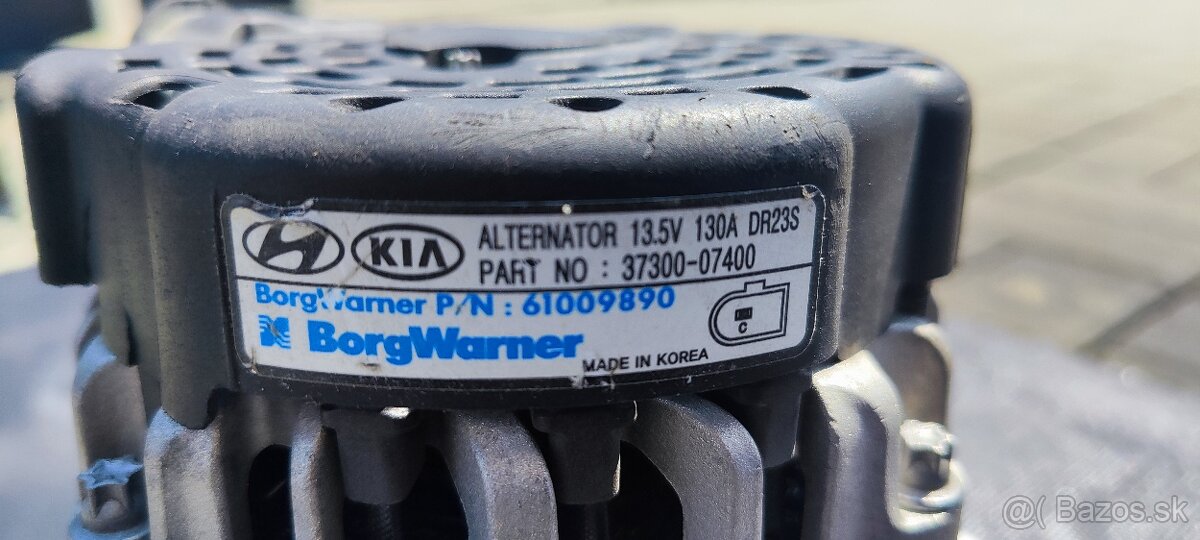 KIA
ALTERNATOR 13.5V 130A DR23S
PART NO : 37300-07400
BorgWarner P/N : 61009890
C
BorgWarner
MADE IN KOREA
@( Bazos.sk